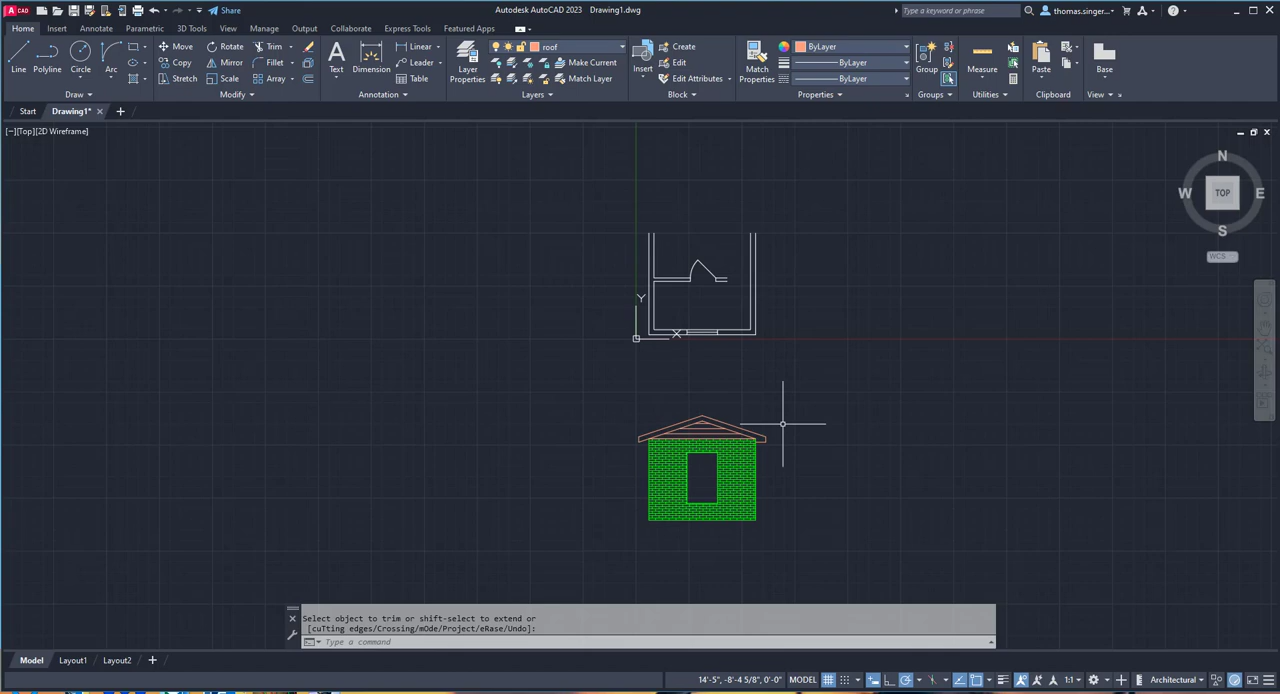 A CAD
Share
Autodesk AutoCAD 2023 Drawing1.dwg
Type a keyword or phrase
thomas.singer...
Home Insert Annotate Parametric 3D Tools View Manage Output Collaborate Express Tools Featured Apps
Line Polyline Circle Arc
Move Rotate Trim
Copy Mirror Fillet
Stretch Scale Array
Text Dimension
Linear
Leader
Table
Layer
Properties
roof
Make Current
Match Layer
Insert
Create
Edit
Edit Attributes
Match
Properties
ByLayer
ByLayer
ByLayer
Group
Measure
Paste
Base
Draw Modify Annotation Layers Block Properties Groups Utilities Clipboard View
Start Drawing1*
[−][Top][2D Wireframe]
N
W TOP E
S
WCS
Y
X
Select object to trim or shift-select to extend or
[cuTting edges/Crossing/mOde/Project/eRase/Undo]:
Type a command
Model Layout1 Layout2
14'-5", -8'-4 5/8", 0'-0" MODEL 1:1 Architectural